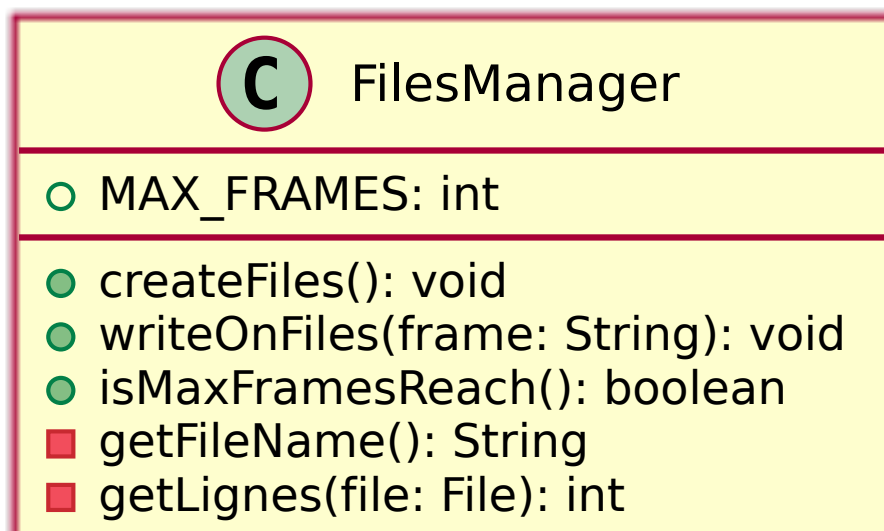 C FilesManager
MAX_FRAMES: int
createFiles(): void
writeOnFiles(frame: String): void
isMaxFramesReach(): boolean
getFileName(): String
getLignes(file: File): int